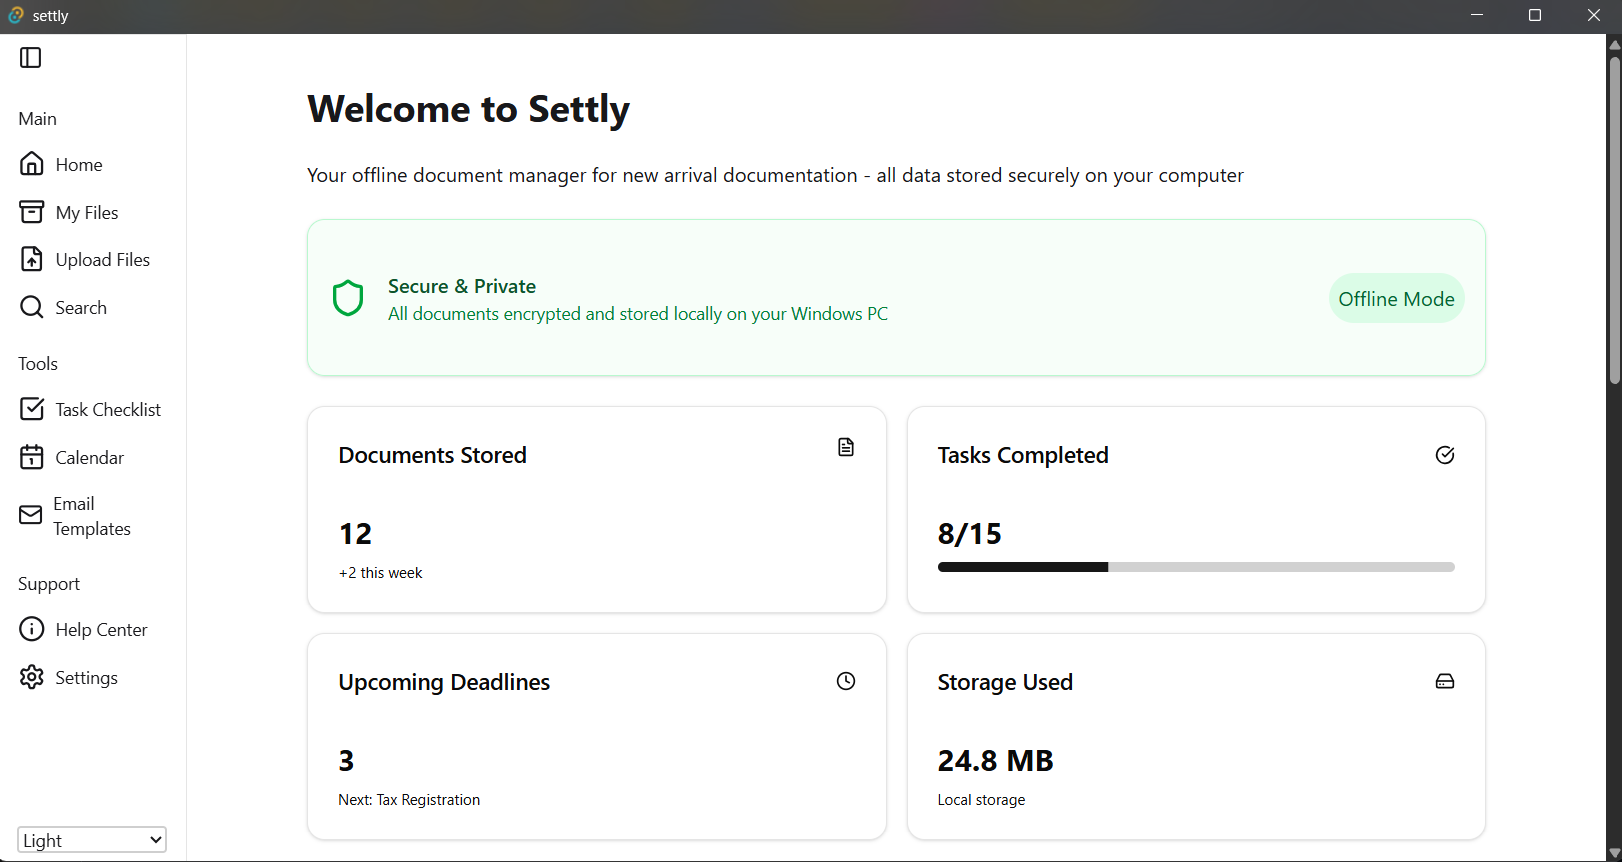 settly
Main
Home
My Files
Upload Files
Search
Tools
Task Checklist
Calendar
Email
Templates
Support
Help Center
Settings
Light
Welcome to Settly
Your offline document manager for new arrival documentation - all data stored securely on your computer
Secure & Private
All documents encrypted and stored locally on your Windows PC
Offline Mode
Documents Stored
12
+2 this week
Tasks Completed
8/15
Upcoming Deadlines
3
Next: Tax Registration
Storage Used
24.8 MB
Local storage